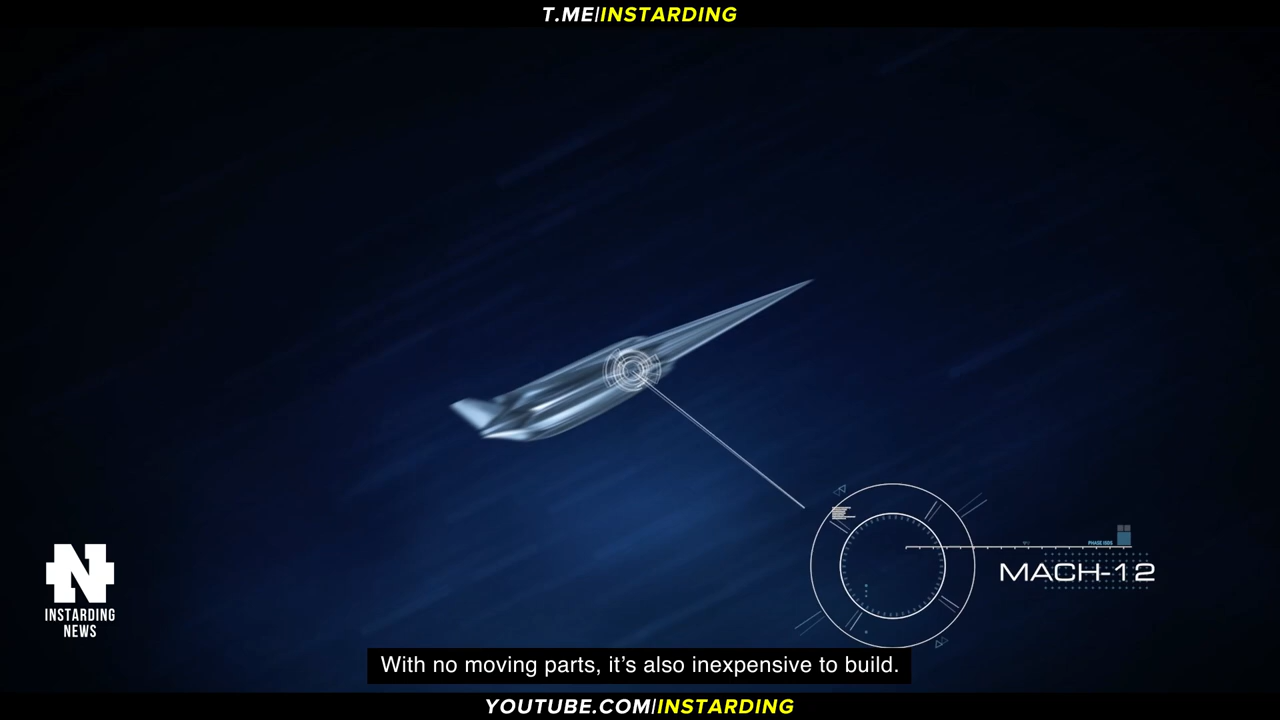 T.ME|INSTARDING
MACH-12
INSTARDING
NEWS
With no moving parts, it's also inexpensive to build.
YOUTUBE.COM|INSTARDING